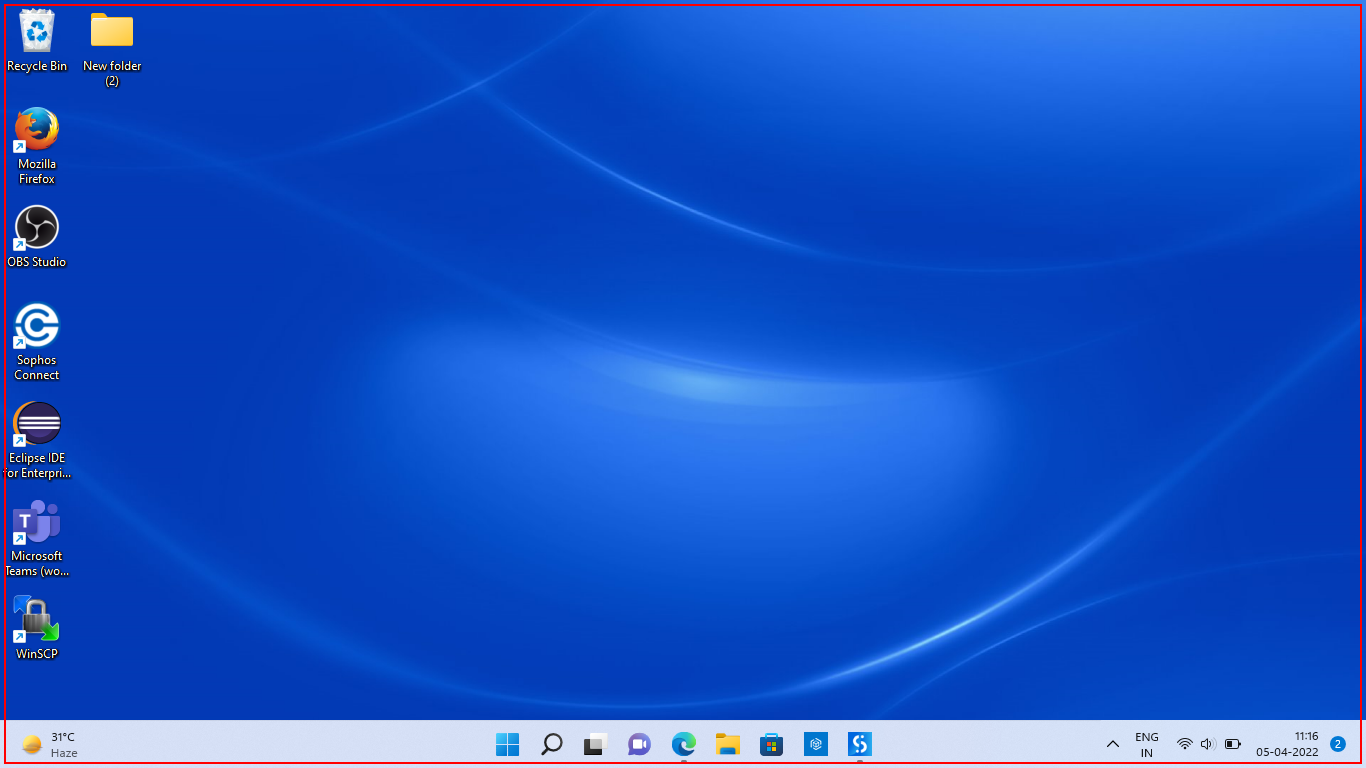 Recycle Bin
New folder
(2)
Mozilla
Firefox
OBS Studio
Sophos
Connect
Eclipse IDE
for Enterpri...
T
Microsoft
Teams (wo...
WinSCP
31°C
Haze
ENG
IN
11:16
05-04-2022
2